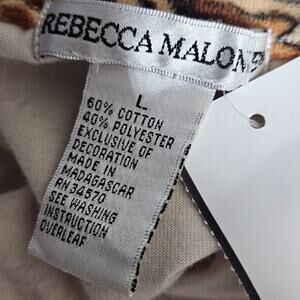 REBECCA MALONE
L
60% COTTON
40% POLYESTER
EXCLUSIVE OF
DECORATION
MADE IN
MADAGASCAR
RN 34570
SEE WASHING
INSTRUCTION
OVERLEAF